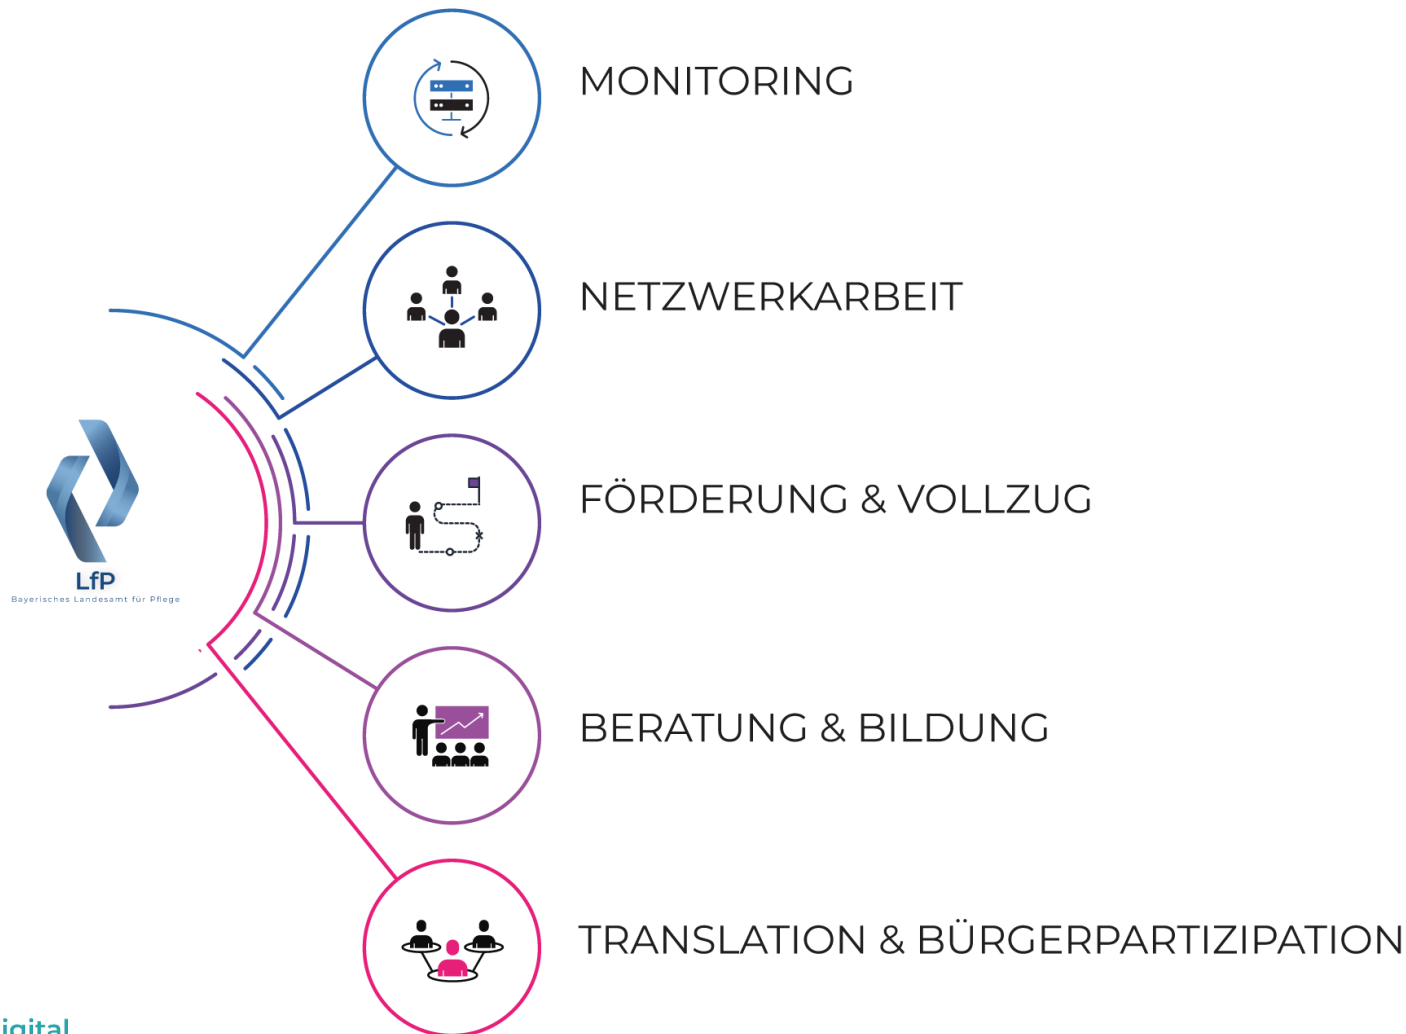 MONITORING
NETZWERKARBEIT
FÖRDERUNG & VOLLZUG
LfP
Bayerisches Landesamt für Pflege
BERATUNG & BILDUNG
TRANSLATION & BÜRGERPARTIZIPATION